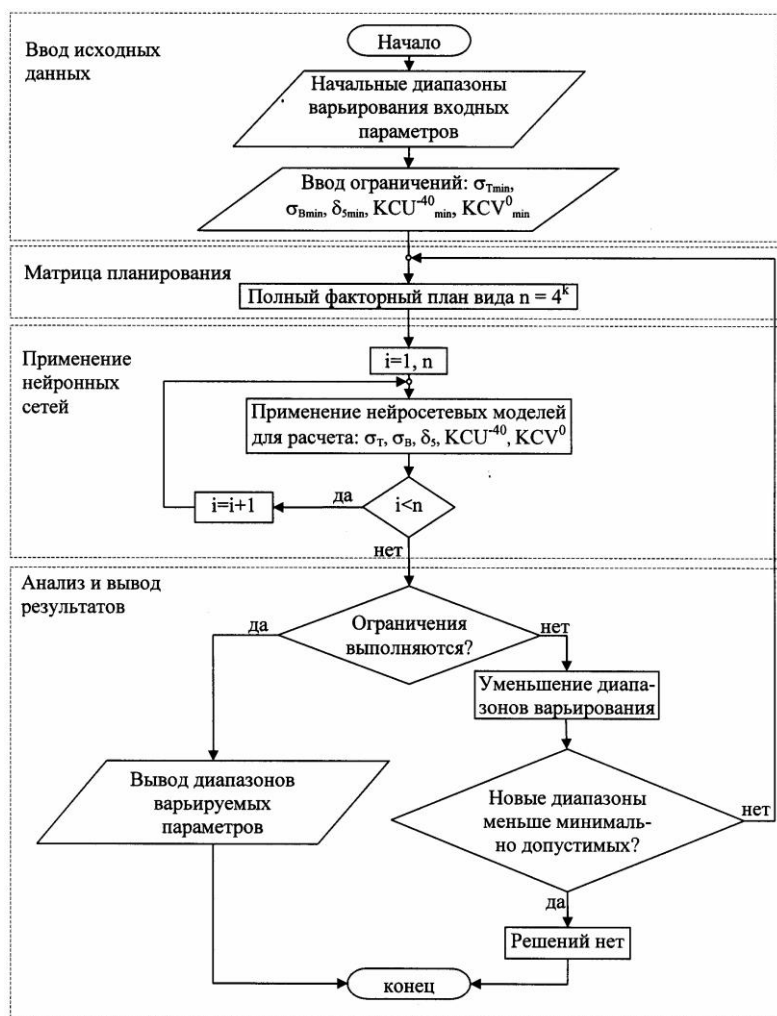 Ввод исходных
данных
Начало
Начальные диапазоны
варьирования входных
параметров
Ввод ограничений: σTmin,
σBmin, δ5min, KCU⁻⁴⁰min, KCV⁰min
Матрица планирования
Полный факторный план вида n = 4ᵏ
Применение
нейронных
сетей
i=1, n
Применение нейросетевых моделей
для расчета: σT, σB, δ5, KCU⁻⁴⁰, KCV⁰
i=i+1
да
i<n
нет
Анализ и вывод
результатов
да
Ограничения
выполняются?
нет
Уменьшение диапа-
зонов варьирования
Вывод диапазонов
варьируемых
параметров
Новые диапазоны
меньше минималь-
но допустимых?
нет
да
Решений нет
конец